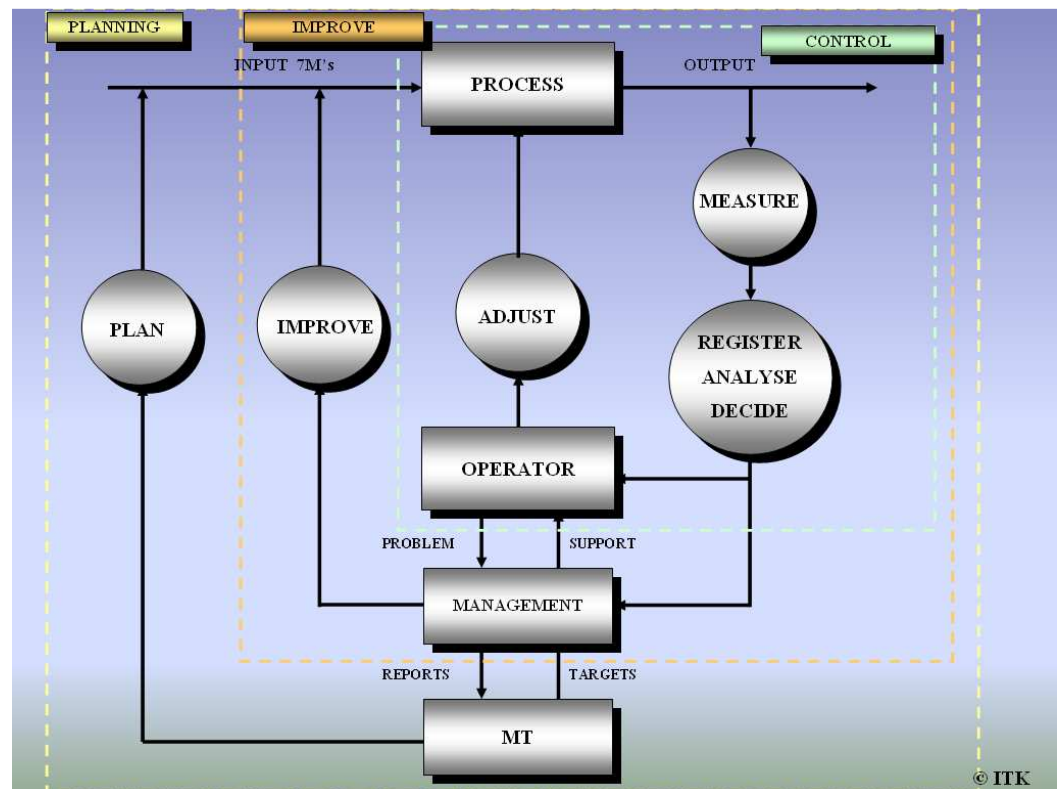 PLANNING
IMPROVE
CONTROL
INPUT 7M's
OUTPUT
PROCESS
MEASURE
PLAN
IMPROVE
ADJUST
REGISTER
ANALYSE
DECIDE
OPERATOR
PROBLEM
SUPPORT
MANAGEMENT
REPORTS
TARGETS
MT
© ITK